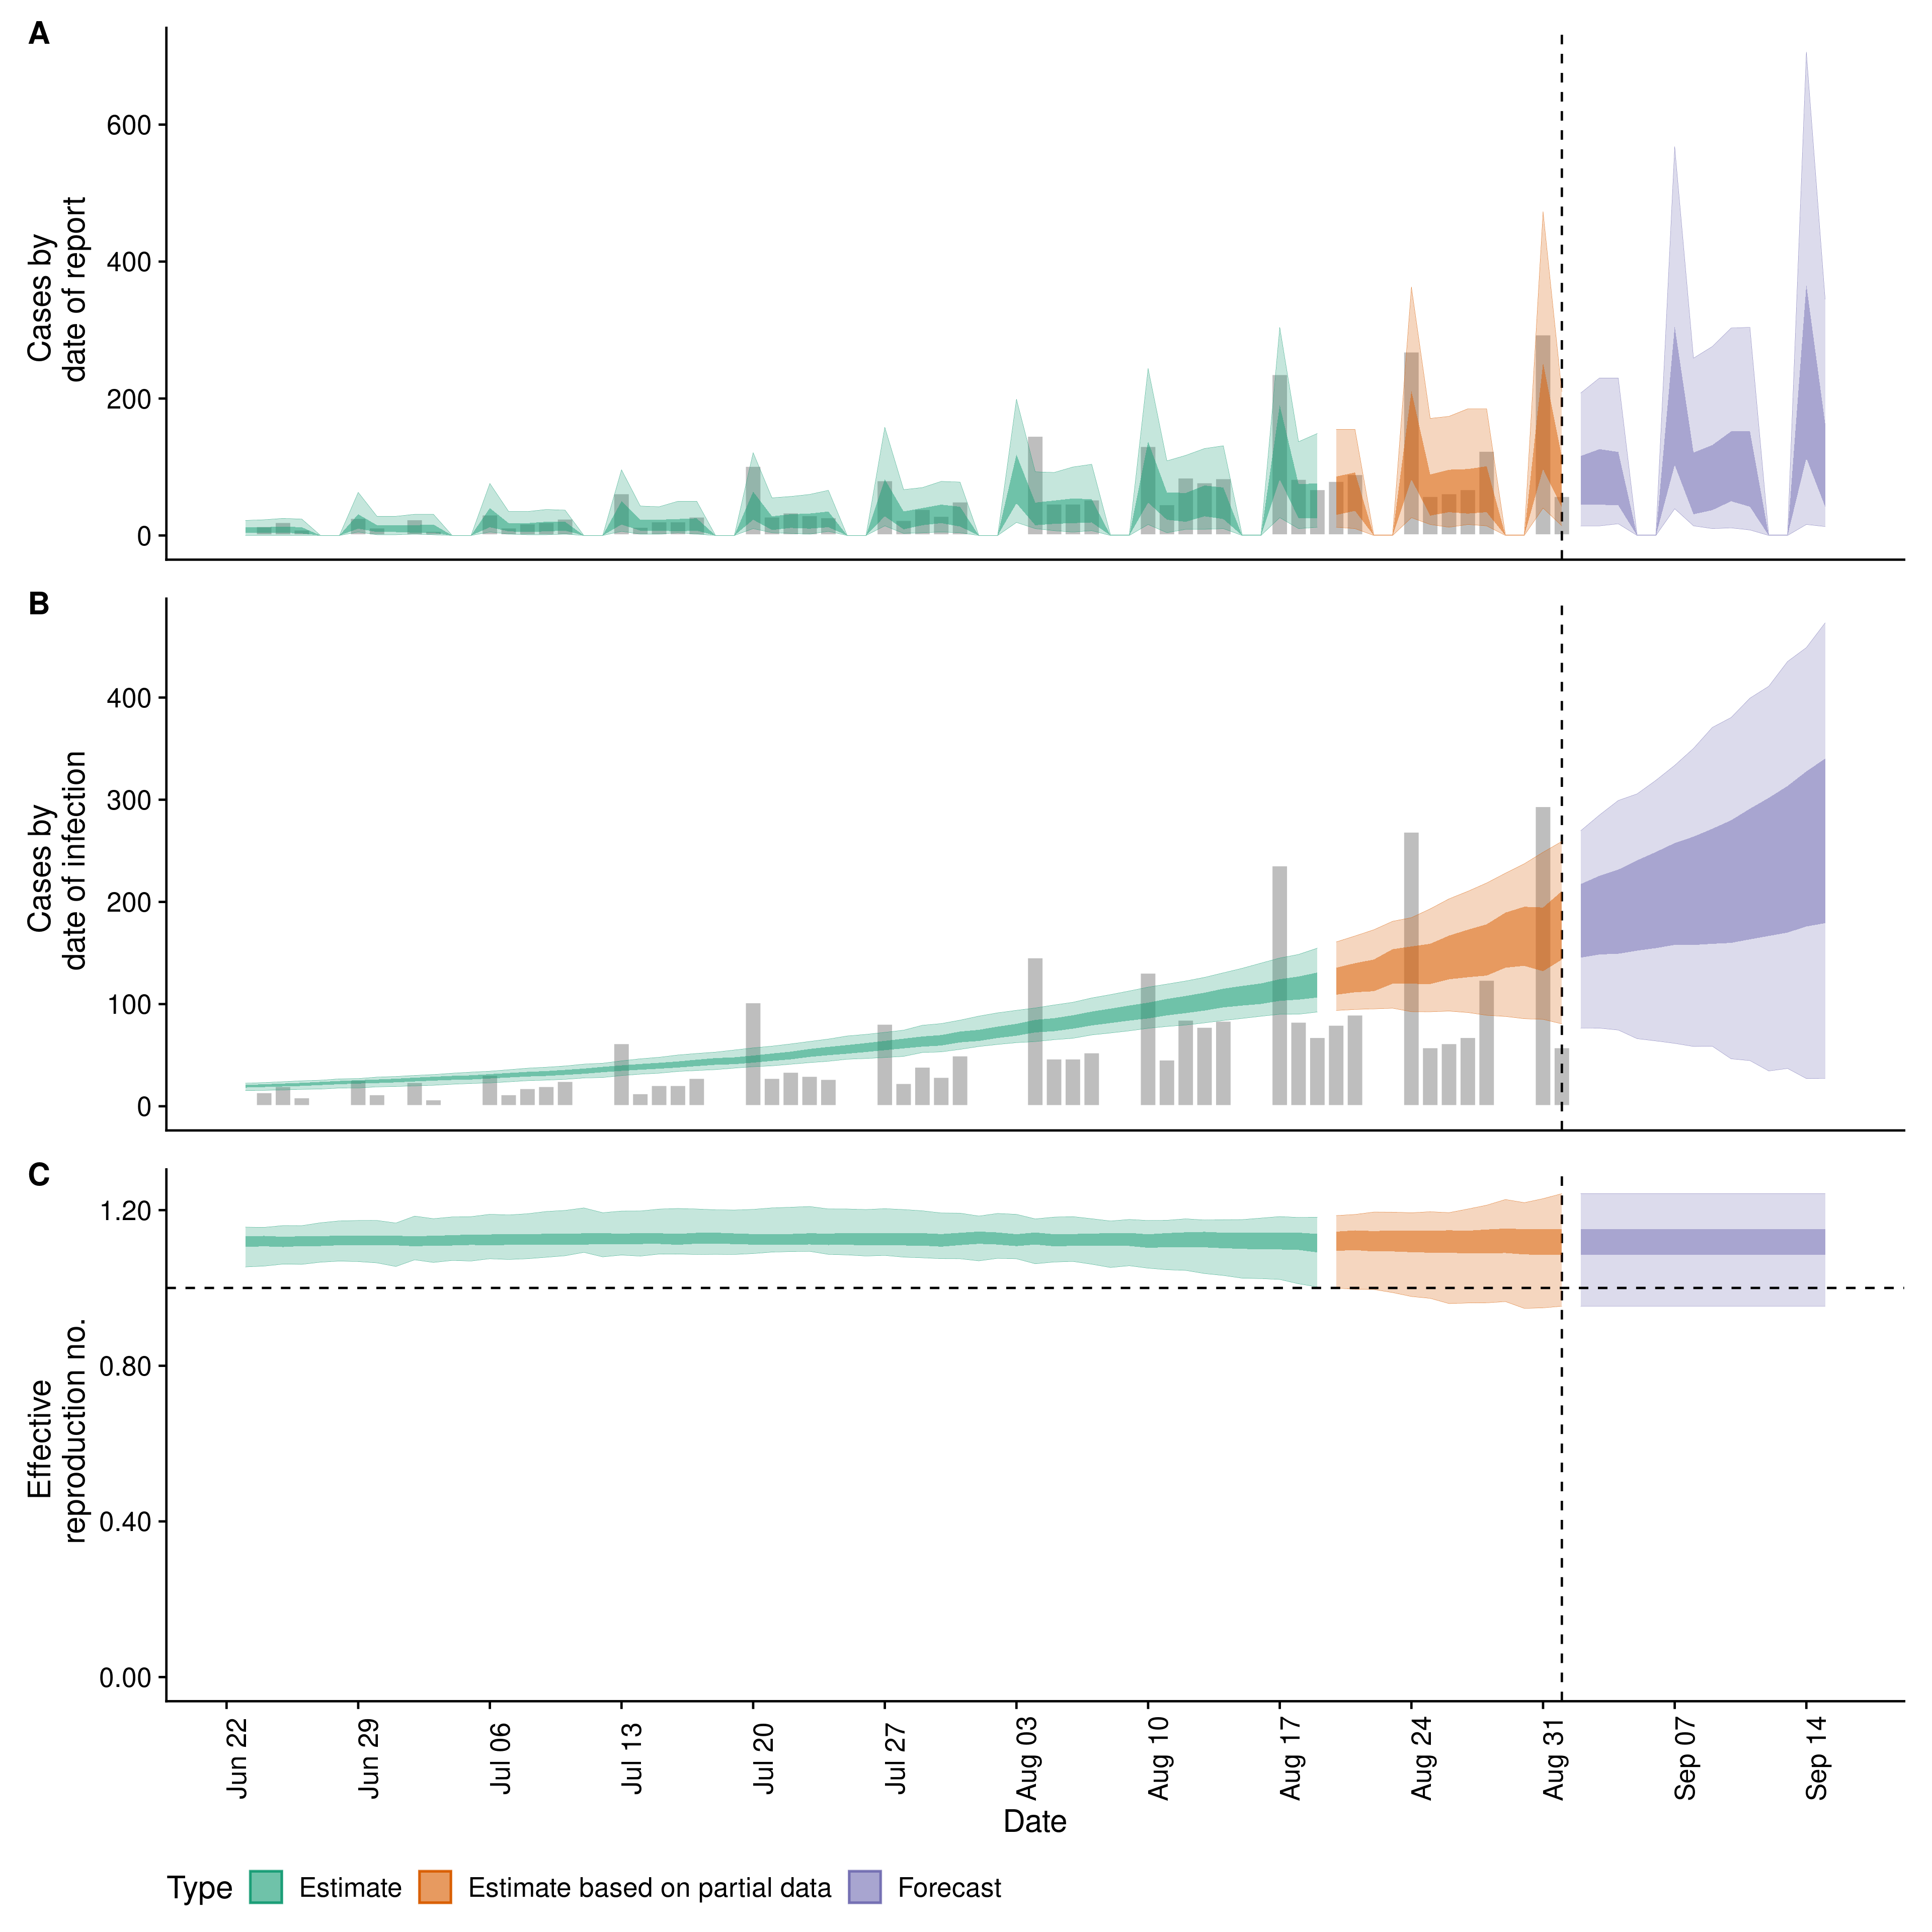 A
Cases by
date of report
600
400
200
0
B
Cases by
date of infection
400
300
200
100
0
C
Effective
reproduction no.
1.20
0.80
0.40
0.00
Jun 22
Jun 29
Jul 06
Jul 13
Jul 20
Jul 27
Aug 03
Aug 10
Aug 17
Aug 24
Aug 31
Sep 07
Sep 14
Date
Type Estimate Estimate based on partial data Forecast